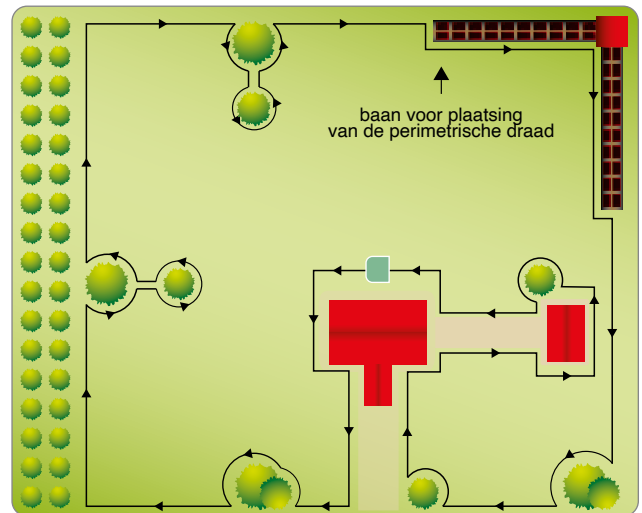 baan voor plaatsing
van de perimetrische draad